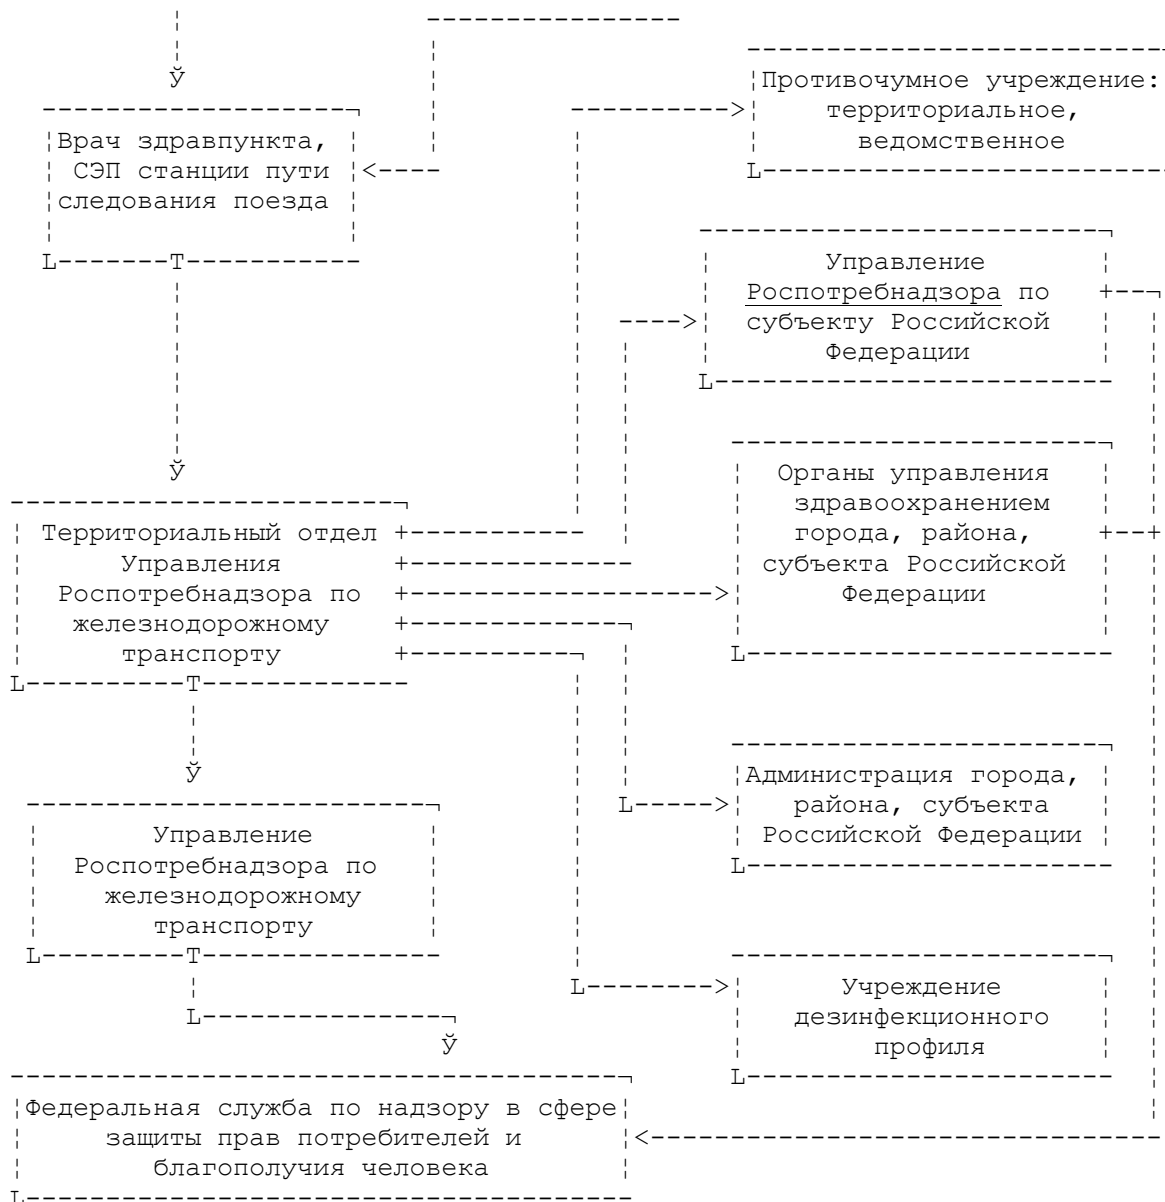 Противочумное учреждение:
территориальное,
ведомственное
Врач здравпункта,
СЭП станции пути
следования поезда
Управление
Роспотребнадзора по
субъекту Российской
Федерации
Органы управления
здравоохранением
города, района,
субъекта Российской
Федерации
Территориальный отдел
Управления
Роспотребнадзора по
железнодорожному
транспорту
Администрация города,
района, субъекта
Российской Федерации
Управление
Роспотребнадзора по
железнодорожному
транспорту
Учреждение
дезинфекционного
профиля
Федеральная служба по надзору в сфере
защиты прав потребителей и
благополучия человека